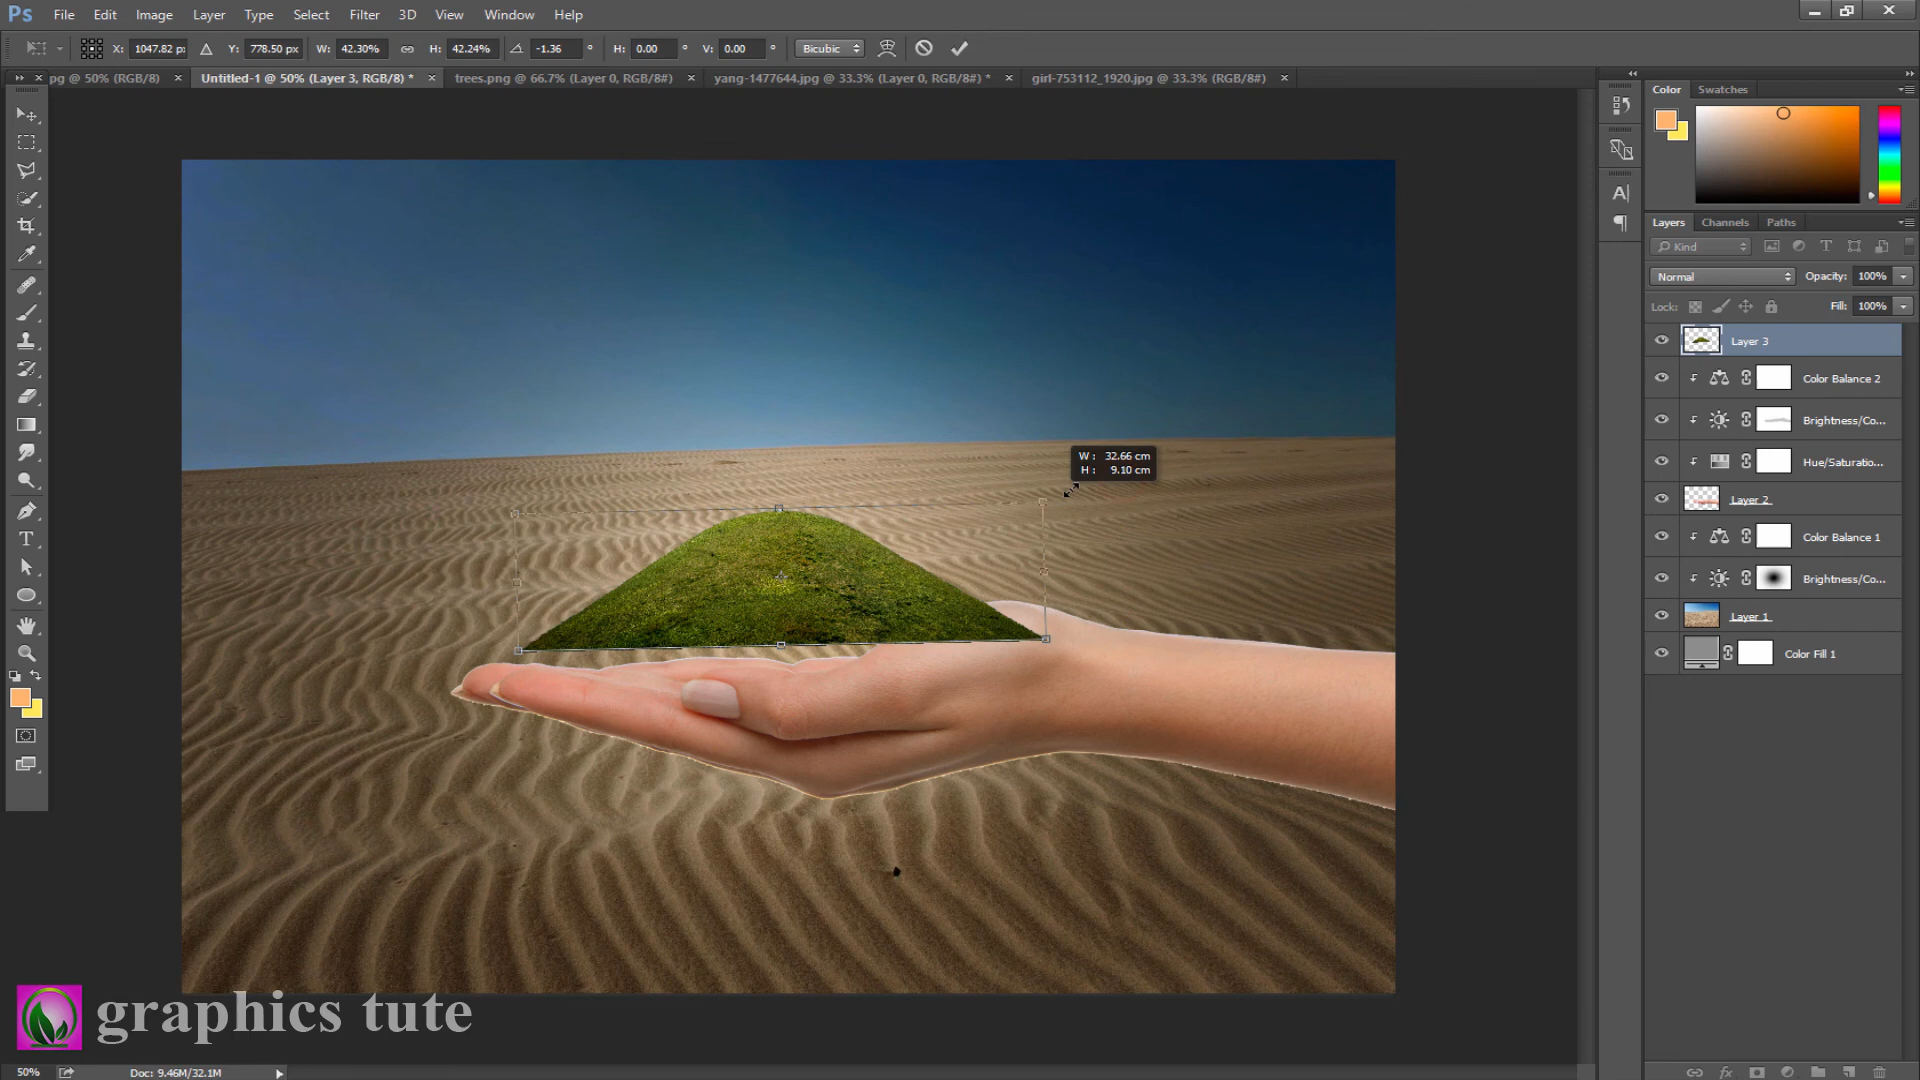 Ps File Edit Image Layer Type Select Filter 3D View Window Help
X: 1047.82 px Y: 778.50 px W: 42.30% H: 42.24% -1.36 ° H: 0.00 ° V: 0.00 ° Bicubic
pg @ 50% (RGB/8) Untitled-1 @ 50% (Layer 3, RGB/8) * trees.png @ 66.7% (Layer 0, RGB/8#) yang-1477644.jpg @ 33.3% (Layer 0, RGB/8#) * girl-753112_1920.jpg @ 33.3% (RGB/8#)
Color Swatches
Layers Channels Paths
Kind
Normal Opacity: 100%
Lock: Fill: 100%
Layer 3
Color Balance 2
Brightness/Co...
Hue/Saturatio...
Layer 2
Color Balance 1
Brightness/Co...
Layer 1
Color Fill 1
W: 32.66 cm
H: 9.10 cm
graphics tute
50% Doc: 9.46M/32.1M